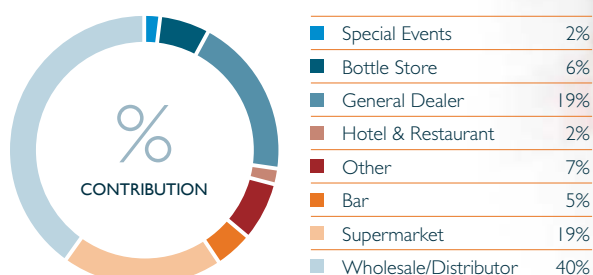 %
CONTRIBUTION
Special Events 2%
Bottle Store 6%
General Dealer 19%
Hotel & Restaurant 2%
Other 7%
Bar 5%
Supermarket 19%
Wholesale/Distributor 40%